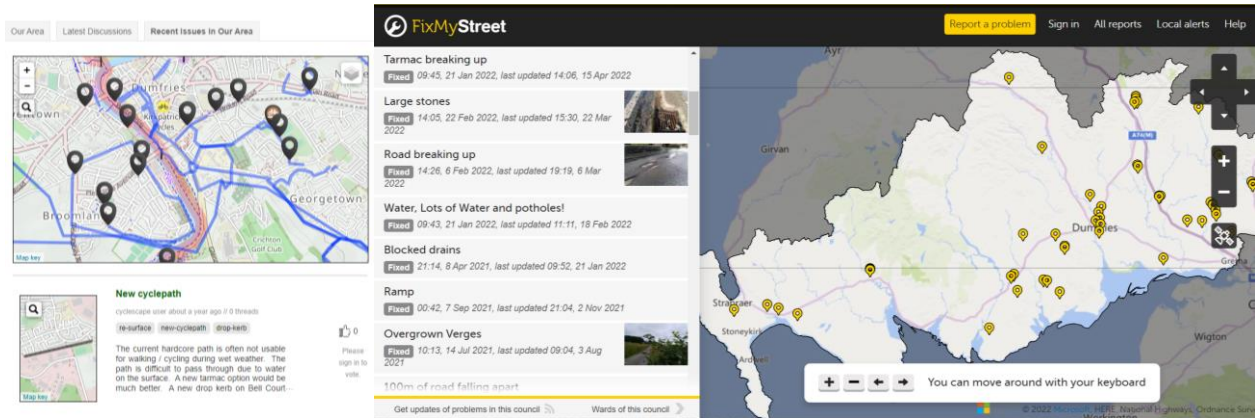 Our Area
Latest Discussions
Recent Issues in Our Area
+
−
Dumfries
Kirkpatrick
Cycles
Georgetown
Crichton
Golf Club
Map key
New cyclepath
cyclescape user about a year ago // 0 threads
re-surface
new-cyclepath
drop-kerb
0
Please
sign in to
vote.
The current hardcore path is often not usable
for walking / cycling during wet weather. The
path is difficult to pass through due to water
on the surface. A new tarmac option would be
much better. A new drop kerb on Bell Court
FixMyStreet
Report a problem
Sign in
All reports
Local alerts
Help
Tarmac breaking up
Fixed 09:45, 21 Jan 2022, last updated 14:06, 15 Apr 2022
Large stones
Fixed 14:05, 22 Feb 2022, last updated 15:30, 22 Mar
2022
Road breaking up
Fixed 14:26, 6 Feb 2022, last updated 19:19, 6 Mar
2022
Water, Lots of Water and potholes!
Fixed 09:43, 21 Jan 2022, last updated 11:11, 18 Feb 2022
Blocked drains
Fixed 21:14, 8 Apr 2021, last updated 09:52, 21 Jan 2022
Ramp
Fixed 00:42, 7 Sep 2021, last updated 21:04, 2 Nov 2021
Overgrown Verges
Fixed 10:13, 14 Jul 2021, last updated 09:04, 3 Aug
2021
100m of road falling apart
Get updates of problems in this council
Wards of this council
Ayr
Girvan
A74(M)
Dumfries
Stranraer
Stoneykirk
Ardwell
Wigton
+
−
You can move around with your keyboard
© 2022 Microsoft, HERE, National Highways, Ordnance Sur